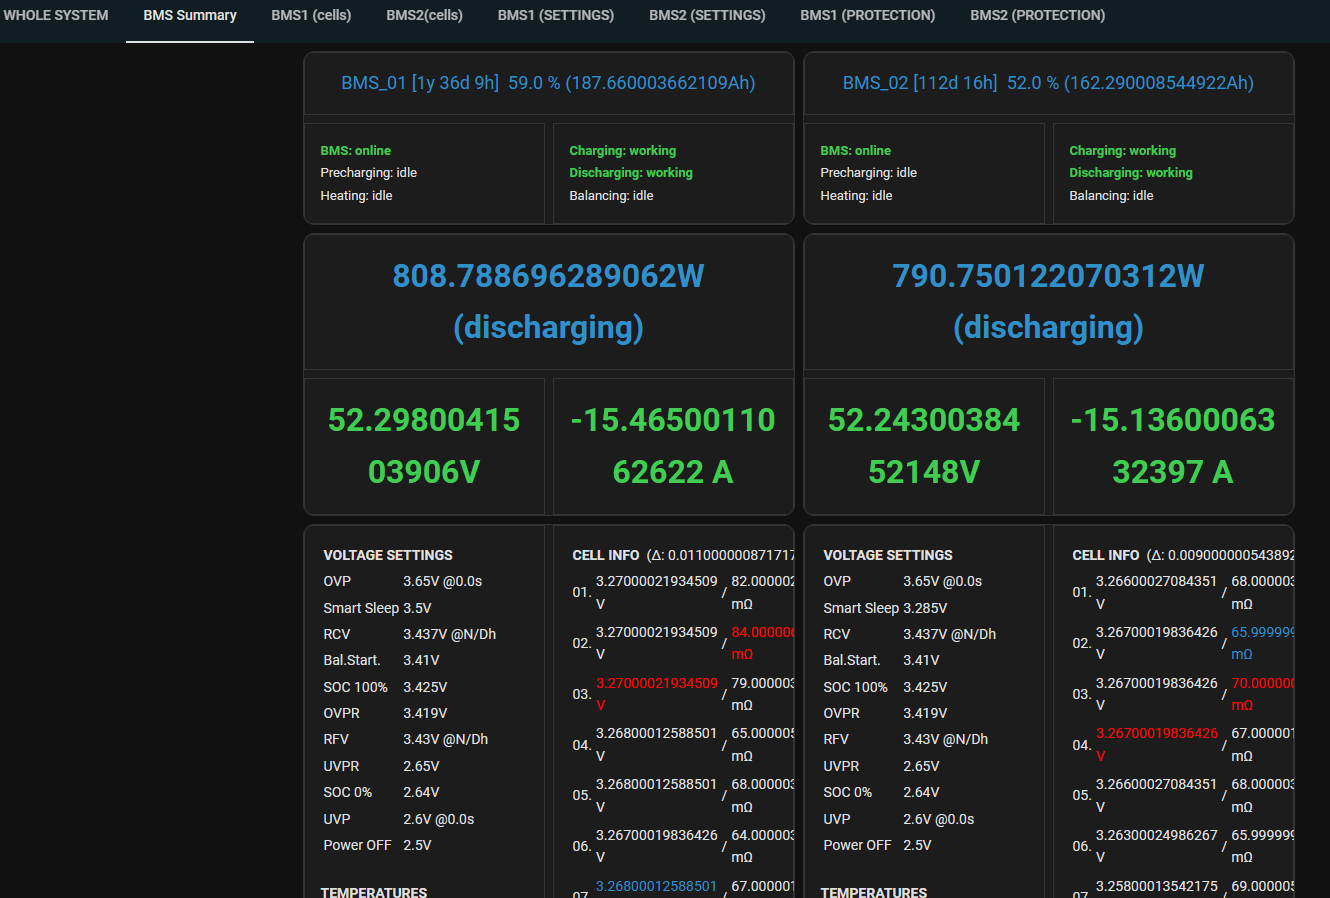 WHOLE SYSTEM BMS Summary BMS1 (cells) BMS2(cells) BMS1 (SETTINGS) BMS2 (SETTINGS) BMS1 (PROTECTION) BMS2 (PROTECTION)
BMS_01 [1y 36d 9h] 59.0 % (187.660003662109Ah)
BMS: online
Precharging: idle
Heating: idle
Charging: working
Discharging: working
Balancing: idle
808.788696289062W
(discharging)
52.29800415
03906V
-15.46500110
62622 A
VOLTAGE SETTINGS
OVP 3.65V @0.0s
Smart Sleep 3.5V
RCV 3.437V @N/Dh
Bal.Start. 3.41V
SOC 100% 3.425V
OVPR 3.419V
RFV 3.43V @N/Dh
UVPR 2.65V
SOC 0% 2.64V
UVP 2.6V @0.0s
Power OFF 2.5V
TEMPERATURES
CELL INFO (Δ: 0.011000000871717
01. 3.27000021934509 V / 82.000002 mΩ
02. 3.27000021934509 V / 84.000006 mΩ
03. 3.27000021934509 V / 79.000003 mΩ
04. 3.26800012588501 V / 65.000005 mΩ
05. 3.26800012588501 V / 68.000003 mΩ
06. 3.26700019836426 V / 64.000003 mΩ
07. 3.26800012588501 / 67.000001
BMS_02 [112d 16h] 52.0 % (162.290008544922Ah)
BMS: online
Precharging: idle
Heating: idle
Charging: working
Discharging: working
Balancing: idle
790.750122070312W
(discharging)
52.24300384
52148V
-15.13600063
32397 A
VOLTAGE SETTINGS
OVP 3.65V @0.0s
Smart Sleep 3.285V
RCV 3.437V @N/Dh
Bal.Start. 3.41V
SOC 100% 3.425V
OVPR 3.419V
RFV 3.43V @N/Dh
UVPR 2.65V
SOC 0% 2.64V
UVP 2.6V @0.0s
Power OFF 2.5V
TEMPERATURES
CELL INFO (Δ: 0.009000000543892
01. 3.26600027084351 V / 68.000003 mΩ
02. 3.26700019836426 V / 65.999999 mΩ
03. 3.26700019836426 V / 70.000000 mΩ
04. 3.26700019836426 V / 67.000001 mΩ
05. 3.26600027084351 V / 68.000003 mΩ
06. 3.26300024986267 V / 65.999999 mΩ
07. 3.25800013542175 / 69.000005